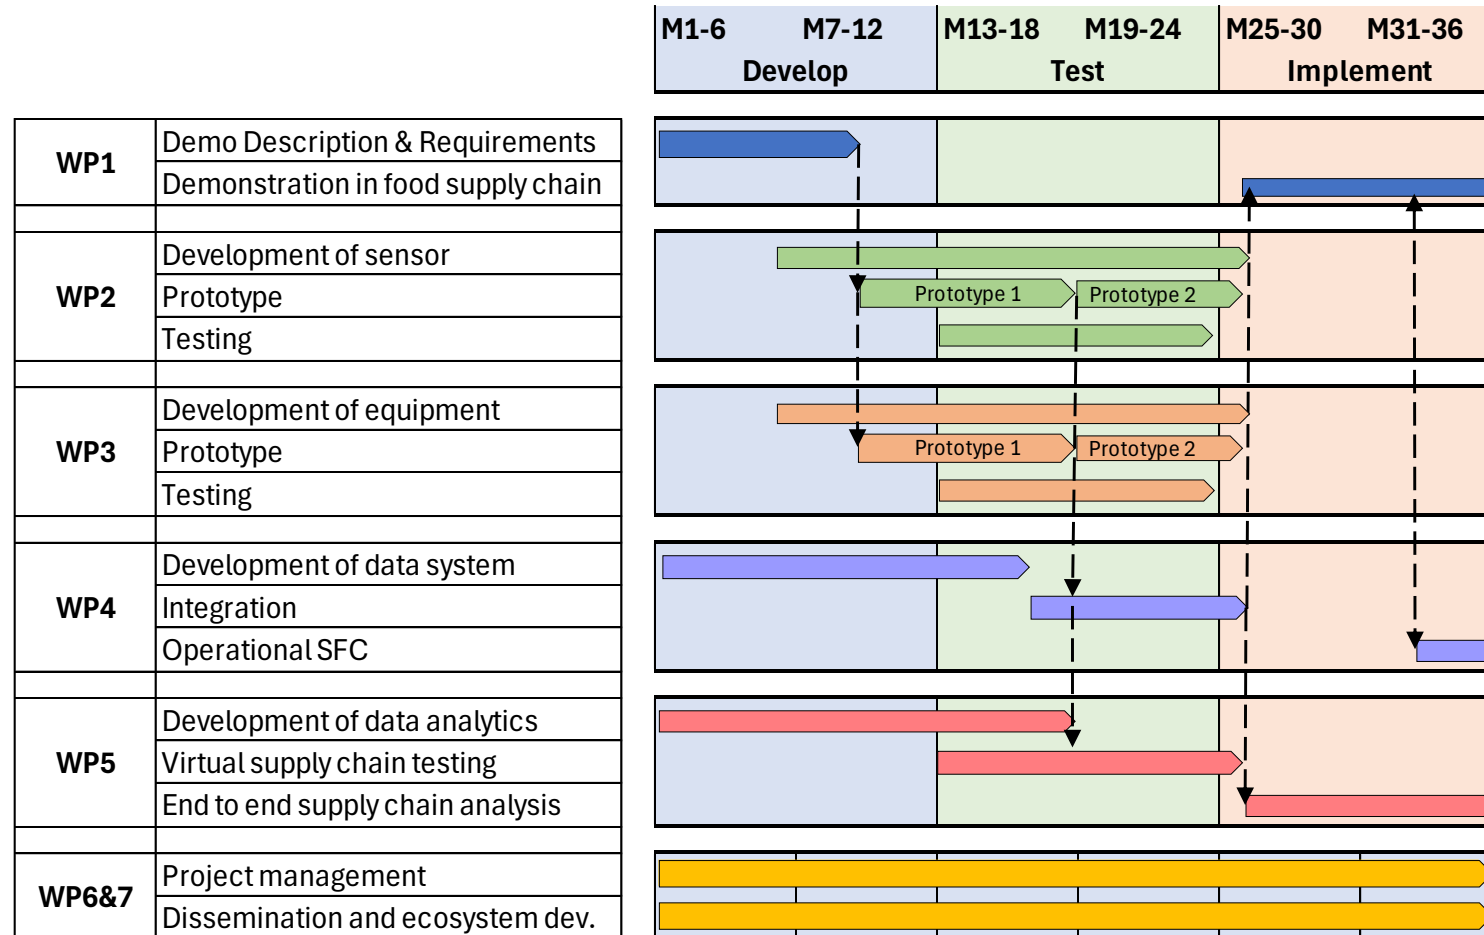 M1-6 M7-12 M13-18 M19-24 M25-30 M31-36
Develop Test Implement
WP1
Demo Description & Requirements
Demonstration in food supply chain
WP2
Development of sensor
Prototype
Prototype 1 Prototype 2
Testing
WP3
Development of equipment
Prototype
Prototype 1 Prototype 2
Testing
WP4
Development of data system
Integration
Operational SFC
WP5
Development of data analytics
Virtual supply chain testing
End to end supply chain analysis
WP6&7
Project management
Dissemination and ecosystem dev.